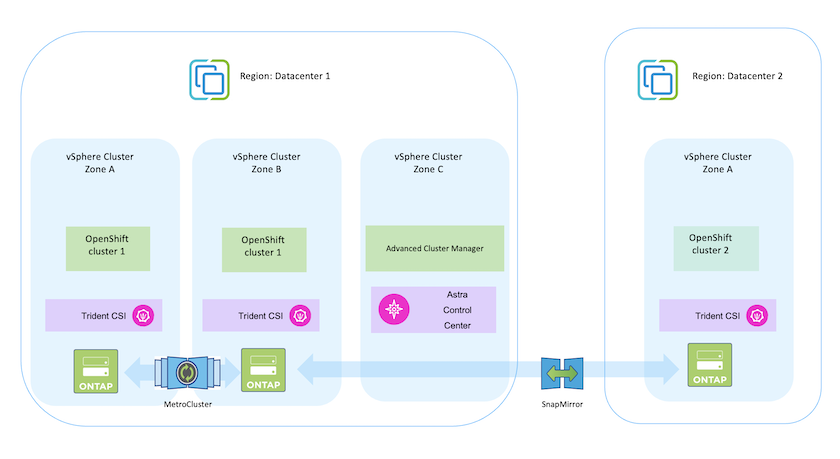 Region: Datacenter 1
Region: Datacenter 2
vSphere Cluster
Zone A
vSphere Cluster
Zone B
vSphere Cluster
Zone C
vSphere Cluster
Zone A
OpenShift
cluster 1
OpenShift
cluster 1
Advanced Cluster Manager
OpenShift
cluster 2
Trident CSI
Trident CSI
Astra
Control
Center
Trident CSI
ONTAP
ONTAP
ONTAP
MetroCluster
SnapMirror